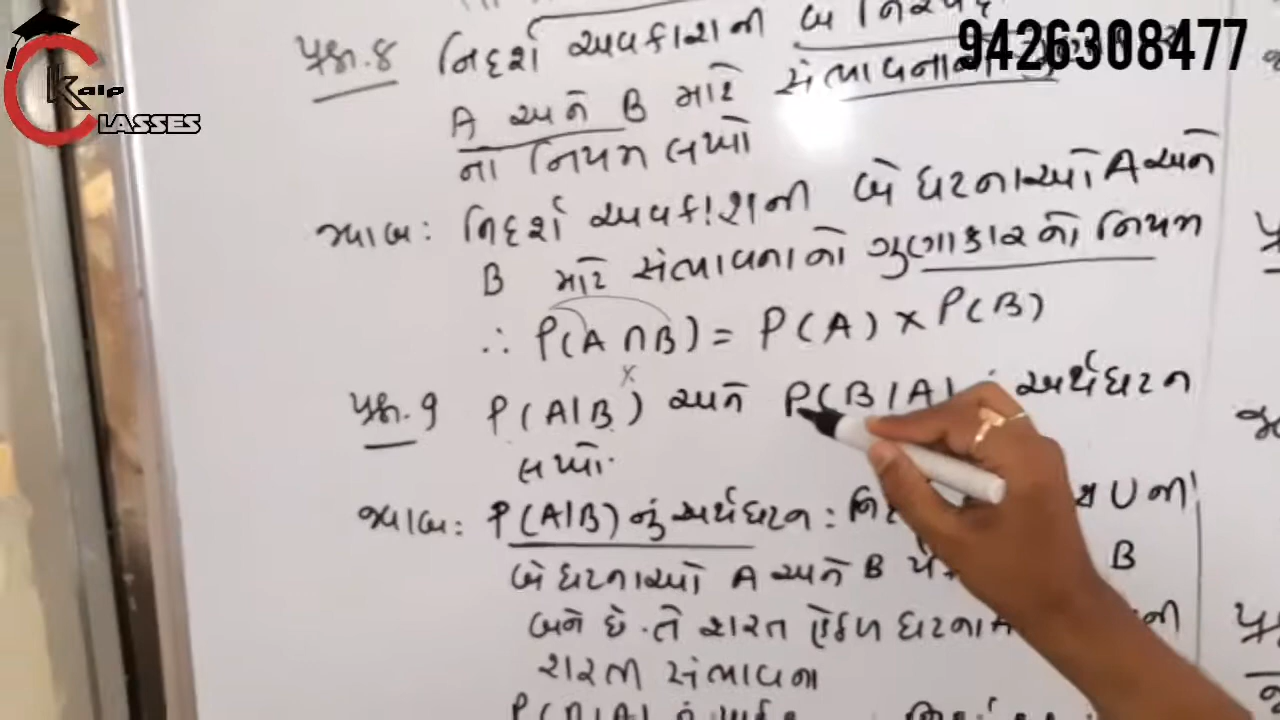 Kalp
CLASSES
9426308477
પ્રશ્ન.8 નિદર્શ અવકાશની બે
A અને B માટે સંભાવનાના
ના નિયમ લખો
જવાબ: નિદર્શ અવકાશની બે ઘટનાઓ A અને
B માટે સંભાવનાનો ગુણાકારનો નિયમ
∴ P(A∩B) = P(A) × P(B)
x
પ્રશ્ન.9 P(A|B) અને P(B|A) અર્થઘટન
લખો.
જવાબ: P(A|B) નું અર્થઘટન: U ની
બે ઘટનાઓ A અને B B
બને છે. તે શરત હેઠળ ઘટના A ની
શરતી સંભાવના
P(B|A)